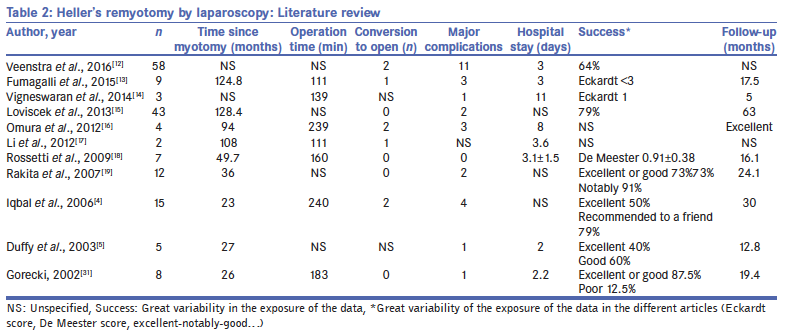 Table 2: Heller's remyotomy by laparoscopy: Literature review
Author, year n Time since Operation Conversion Major Hospital Success* Follow-up
myotomy (months) time (min) to open (n) complications stay (days) (months)
Veenstra et al., 2016[12] 58 NS NS 2 11 3 64% NS
Fumagalli et al., 2015[13] 9 124.8 111 1 3 3 Eckardt <3 17.5
Vigneswaran et al., 2014[14] 3 NS 139 NS 1 11 Eckardt 1 5
Loviscek et al., 2013[15] 43 128.4 NS 0 2 NS 79% 63
Omura et al., 2012[16] 4 94 239 2 3 8 NS Excellent
Li et al., 2012[17] 2 108 111 1 NS 3.6 NS NS
Rossetti et al., 2009[18] 7 49.7 160 0 0 3.1±1.5 De Meester 0.91±0.38 16.1
Rakita et al., 2007[19] 12 36 NS 0 2 NS Excellent or good 73%73% 24.1
Notably 91%
Iqbal et al., 2006[4] 15 23 240 2 4 NS Excellent 50% 30
Recommended to a friend
79%
Duffy et al., 2003[5] 5 27 NS NS 1 2 Excellent 40% 12.8
Good 60%
Gorecki, 2002[31] 8 26 183 0 1 2.2 Excellent or good 87.5% 19.4
Poor 12.5%
NS: Unspecified, Success: Great variability in the exposure of the data, *Great variability of the exposure of the data in the different articles (Eckardt
score, De Meester score, excellent-notably-good…)